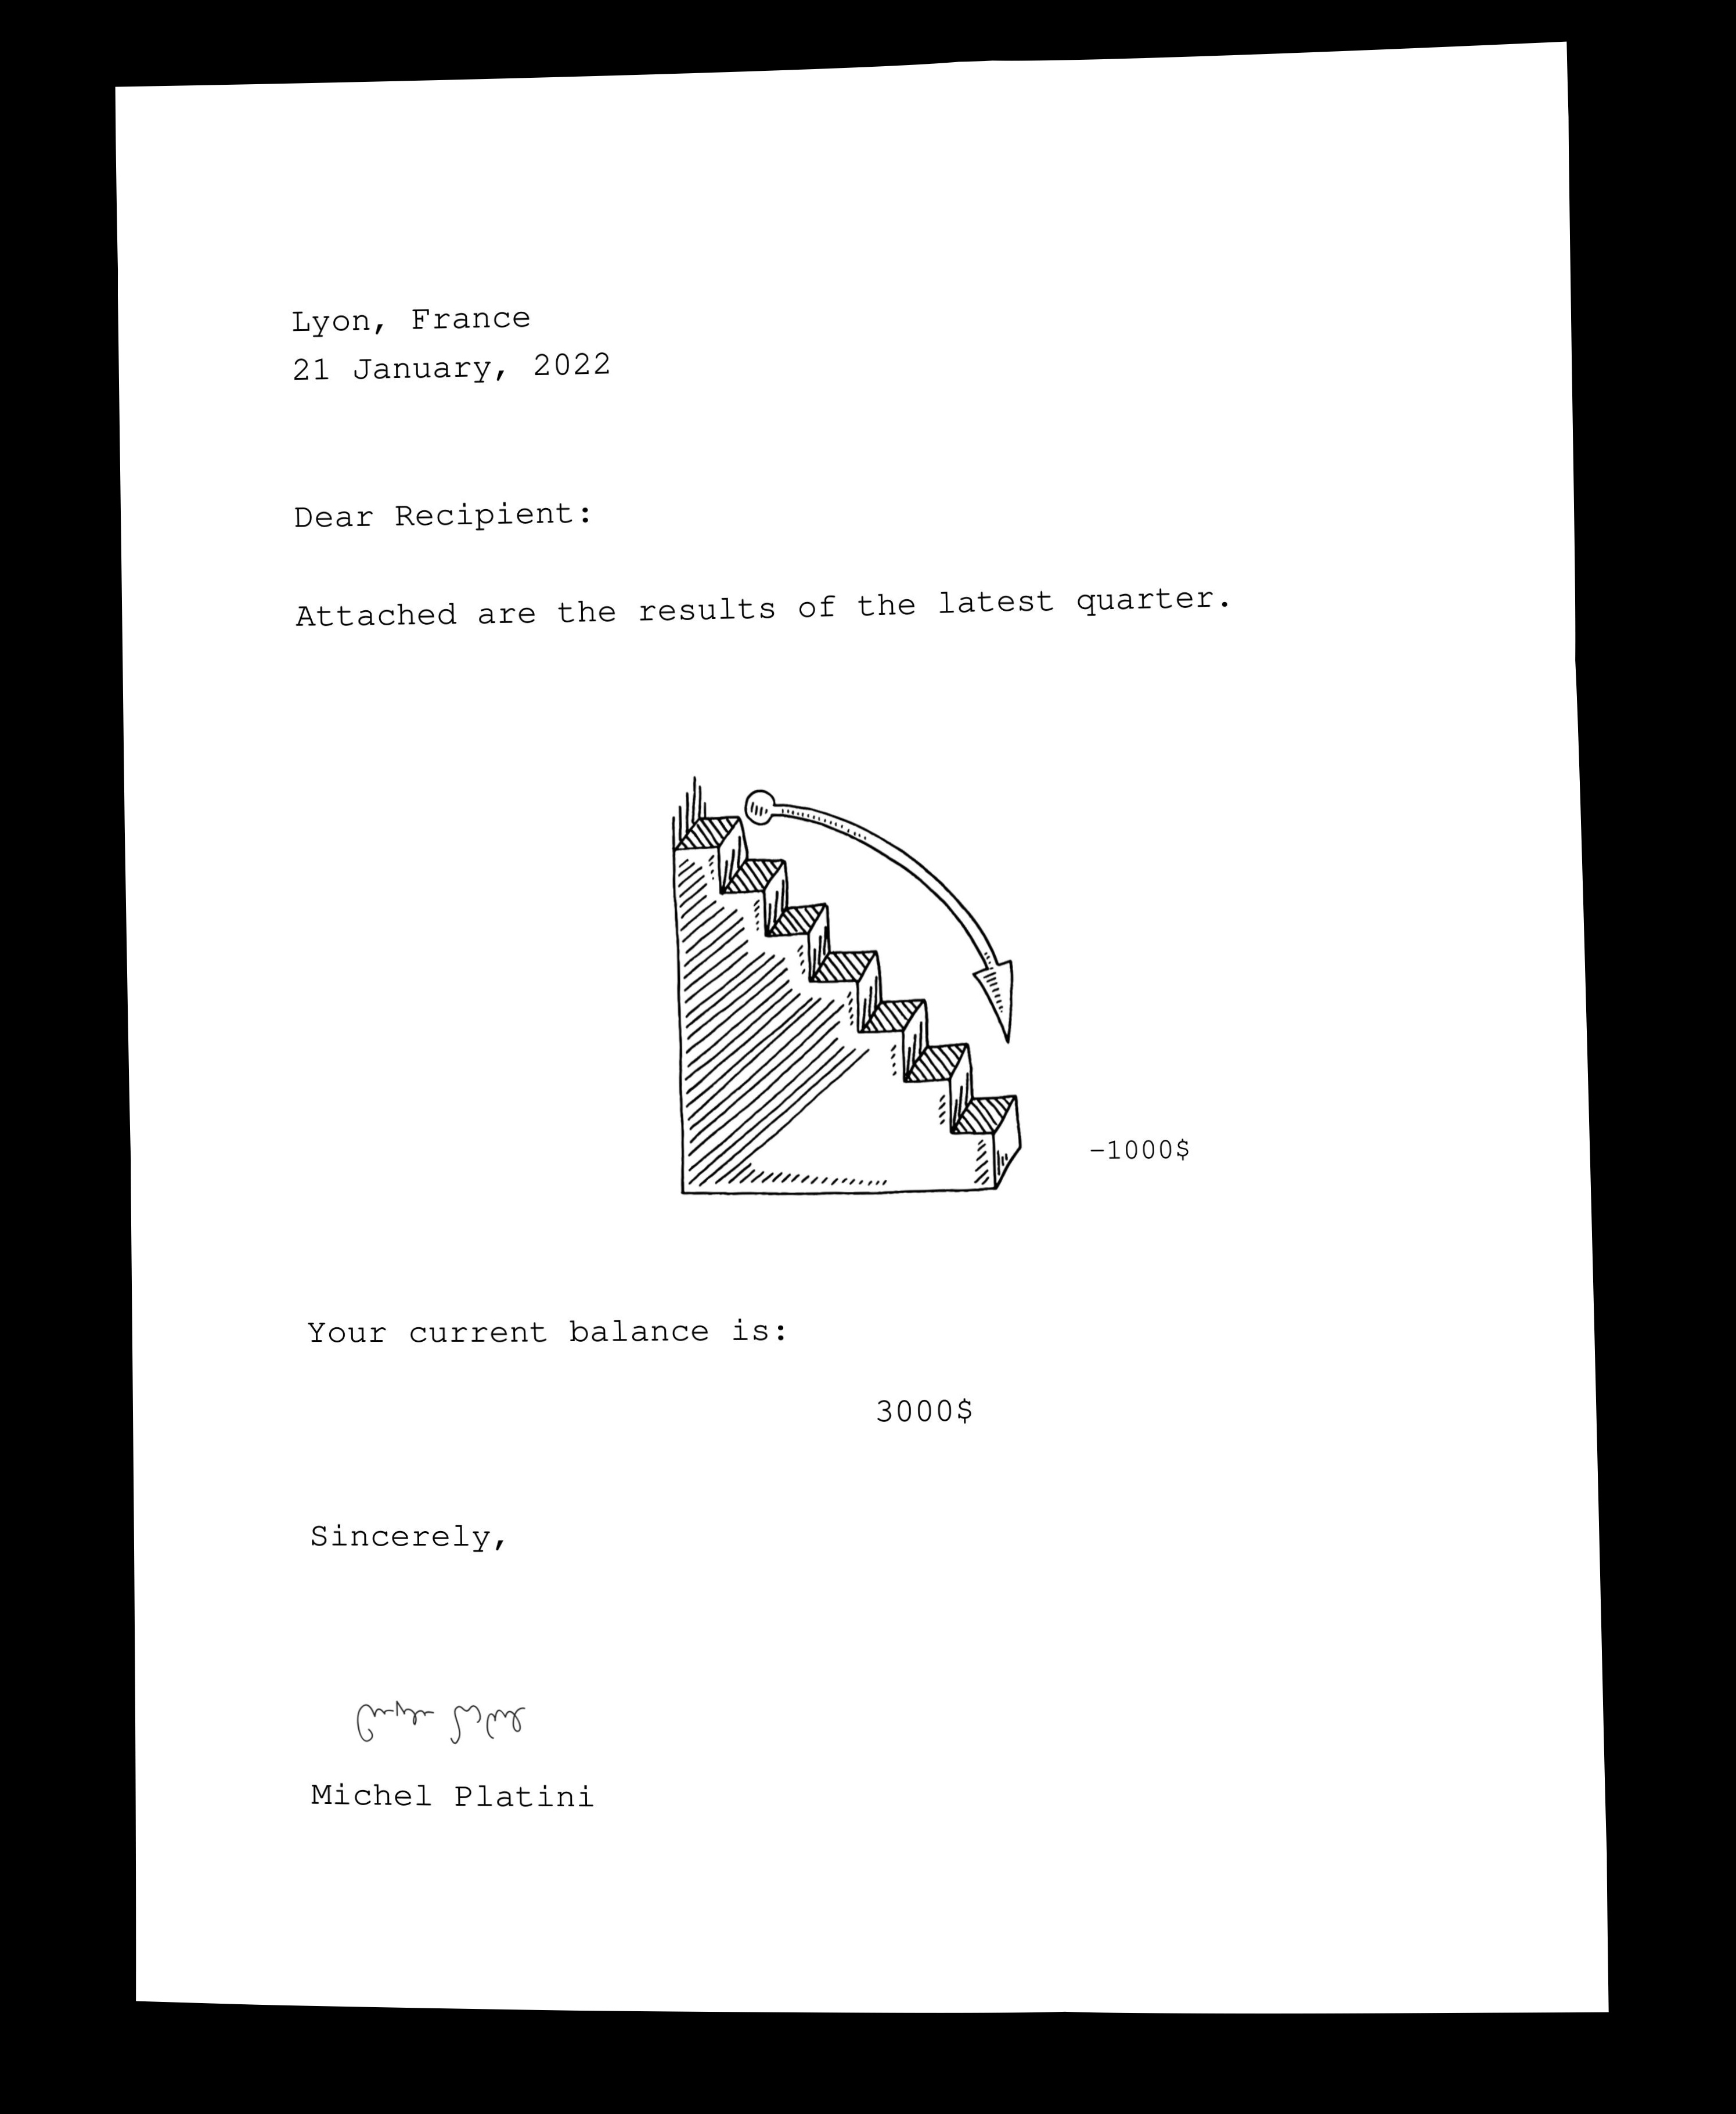 Lyon, France
21 January, 2022
Dear Recipient:
Attached are the results of the latest quarter.
–1000$
Your current balance is:
3000$
Sincerely,
Michel Platini